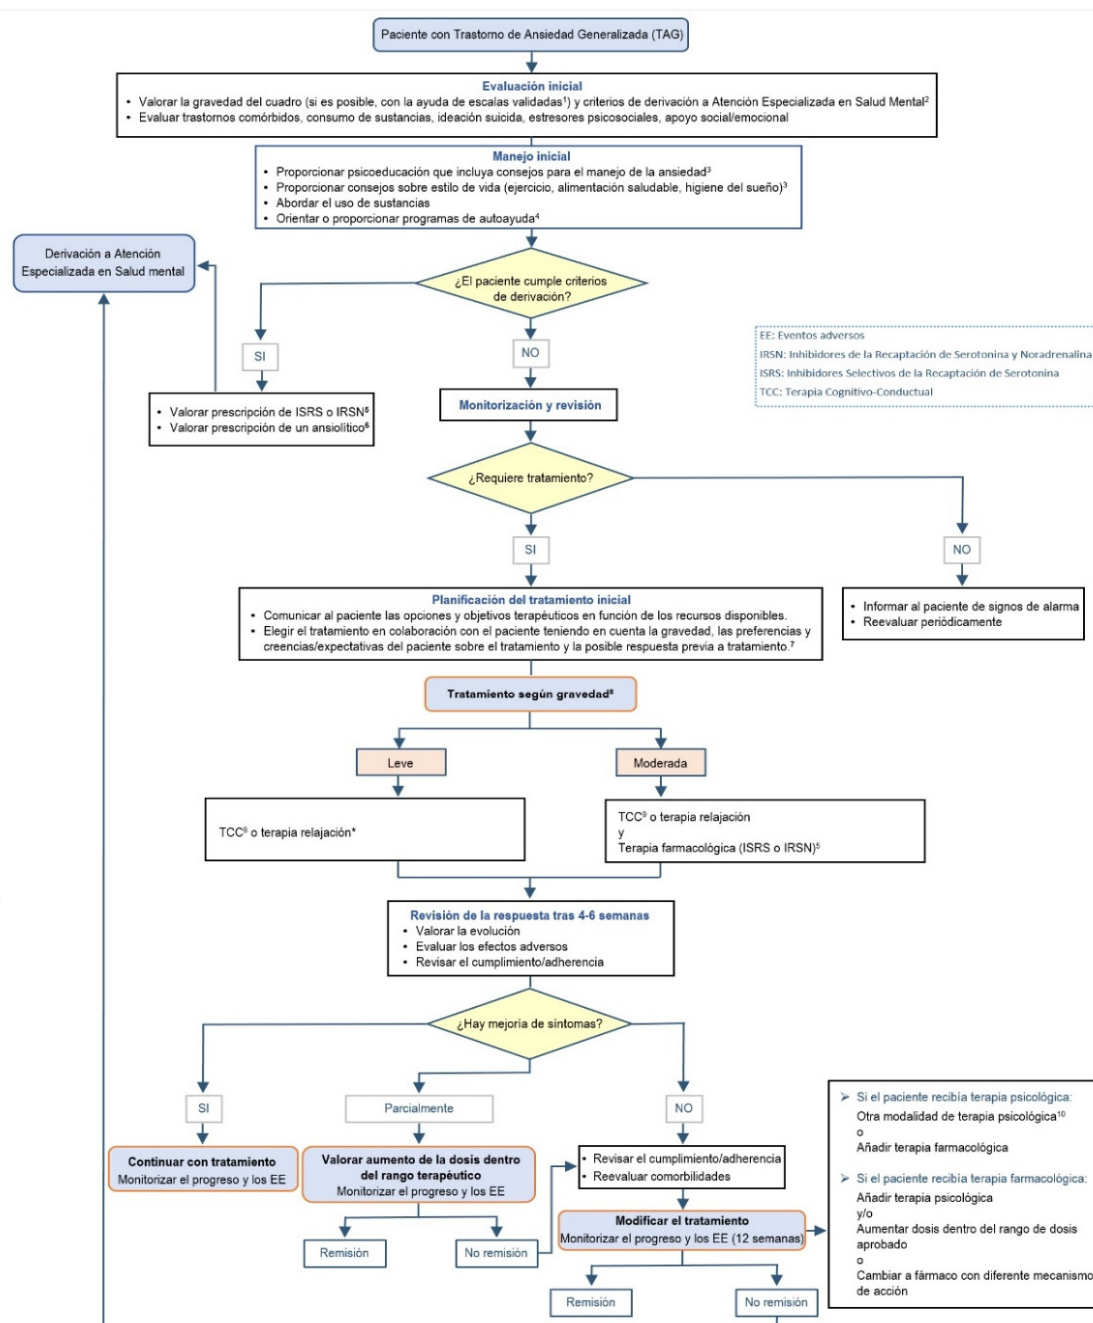 Paciente con Trastorno de Ansiedad Generalizada (TAG)
Evaluación inicial
• Valorar la gravedad del cuadro (si es posible, con la ayuda de escalas validadas¹) y criterios de derivación a Atención Especializada en Salud Mental²
• Evaluar trastornos comórbidos, consumo de sustancias, ideación suicida, estresores psicosociales, apoyo social/emocional
Manejo inicial
• Proporcionar psicoeducación que incluya consejos para el manejo de la ansiedad³
• Proporcionar consejos sobre estilo de vida (ejercicio, alimentación saludable, higiene del sueño)³
• Abordar el uso de sustancias
• Orientar o proporcionar programas de autoayuda⁴
Derivación a Atención
Especializada en Salud mental
¿El paciente cumple criterios
de derivación?
SI
NO
EE: Eventos adversos
IRSN: Inhibidores de la Recaptación de Serotonina y Noradrenalina
ISRS: Inhibidores Selectivos de la Recaptación de Serotonina
TCC: Terapia Cognitivo-Conductual
• Valorar prescripción de ISRS o IRSN⁵
• Valorar prescripción de un ansiolítico⁶
Monitorización y revisión
¿Requiere tratamiento?
SI
NO
Planificación del tratamiento inicial
• Comunicar al paciente las opciones y objetivos terapéuticos en función de los recursos disponibles.
• Elegir el tratamiento en colaboración con el paciente teniendo en cuenta la gravedad, las preferencias y
creencias/expectativas del paciente sobre el tratamiento y la posible respuesta previa a tratamiento.⁷
• Informar al paciente de signos de alarma
• Reevaluar periódicamente
Tratamiento según gravedad⁸
Leve
Moderada
TCC⁹ o terapia relajación*
TCC⁹ o terapia relajación
y
Terapia farmacológica (ISRS o IRSN)⁵
Revisión de la respuesta tras 4-6 semanas
• Valorar la evolución
• Evaluar los efectos adversos
• Revisar el cumplimiento/adherencia
¿Hay mejoría de síntomas?
SI
Parcialmente
NO
Continuar con tratamiento
Monitorizar el progreso y los EE
Valorar aumento de la dosis dentro
del rango terapéutico
Monitorizar el progreso y los EE
• Revisar el cumplimiento/adherencia
• Reevaluar comorbilidades
Modificar el tratamiento
Monitorizar el progreso y los EE (12 semanas)
Remisión
No remisión
Remisión
No remisión
➢ Si el paciente recibía terapia psicológica:
Otra modalidad de terapia psicológica¹⁰
o
Añadir terapia farmacológica
➢ Si el paciente recibía terapia farmacológica:
Añadir terapia psicológica
y/o
Aumentar dosis dentro del rango de dosis
aprobado
o
Cambiar a fármaco con diferente mecanismo
de acción